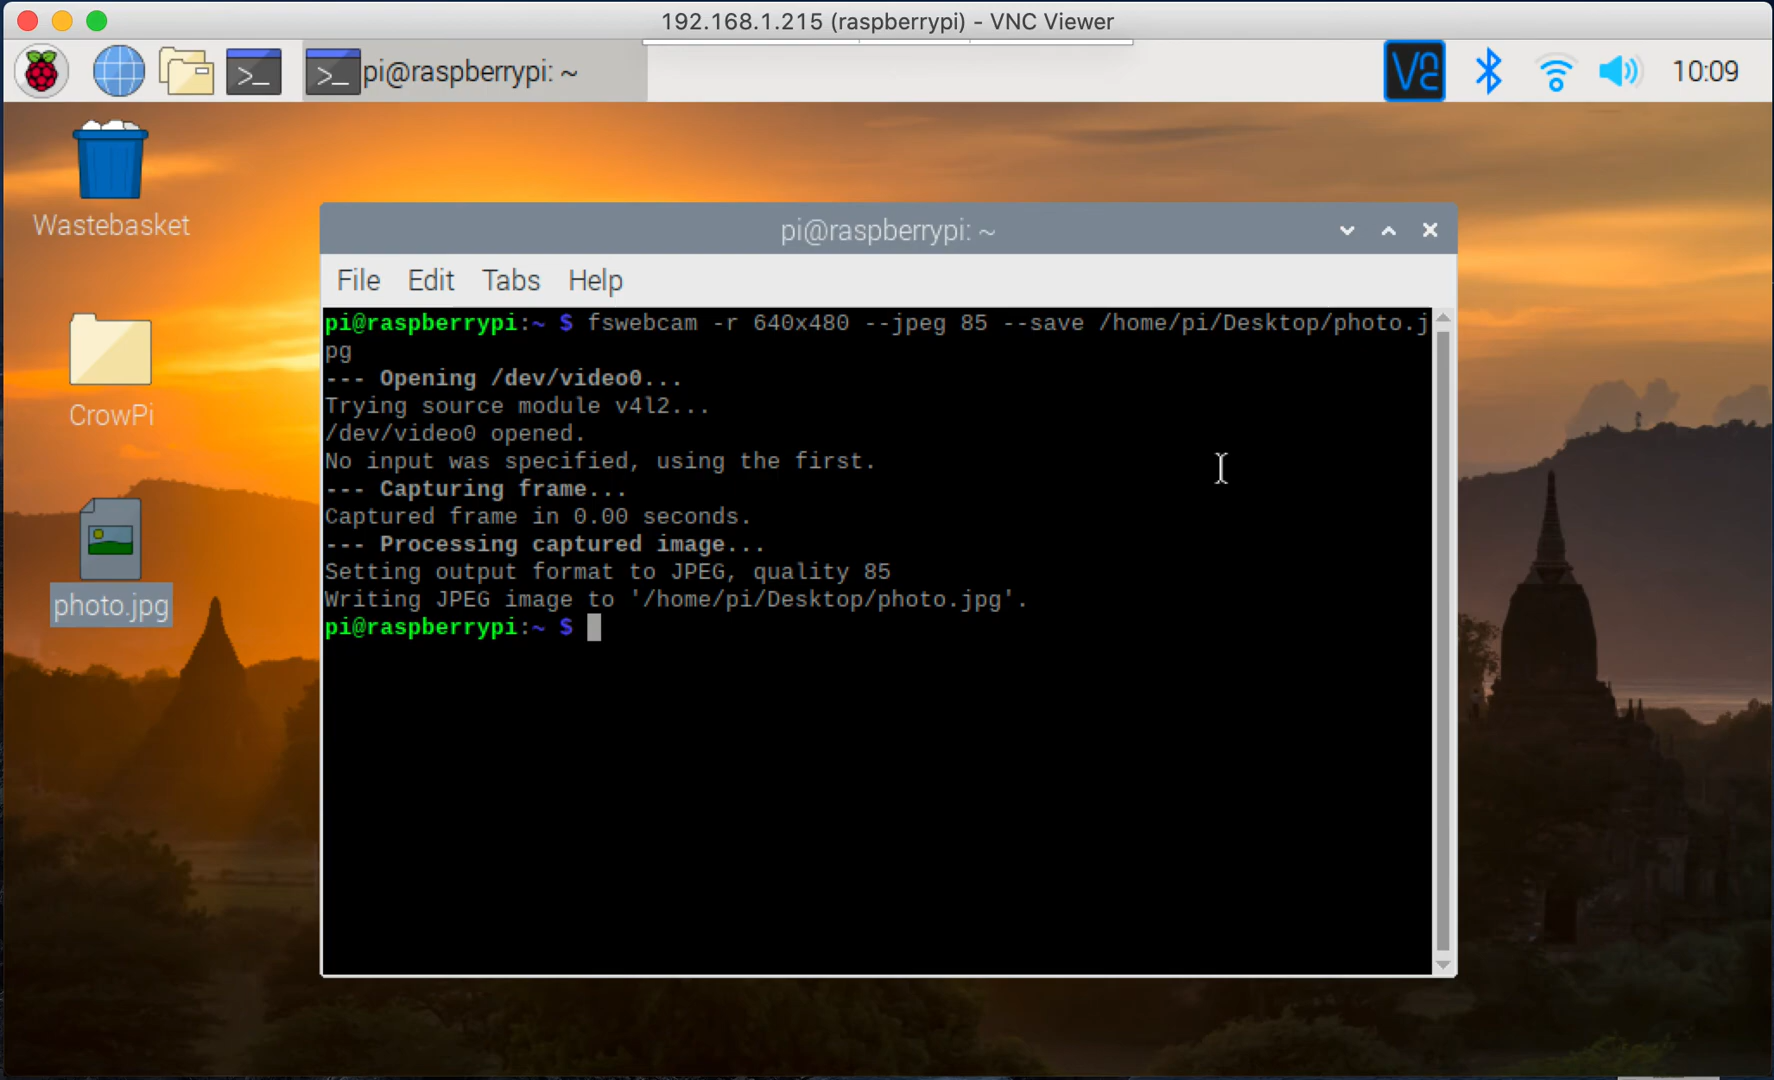 192.168.1.215 (raspberrypi) - VNC Viewer
>_ >_ pi@raspberrypi: ~ 10:09
Wastebasket
CrowPi
photo.jpg
pi@raspberrypi: ~
File Edit Tabs Help
pi@raspberrypi:~ $ fswebcam -r 640x480 --jpeg 85 --save /home/pi/Desktop/photo.j
pg
--- Opening /dev/video0...
Trying source module v4l2...
/dev/video0 opened.
No input was specified, using the first.
--- Capturing frame...
Captured frame in 0.00 seconds.
--- Processing captured image...
Setting output format to JPEG, quality 85
Writing JPEG image to '/home/pi/Desktop/photo.jpg'.
pi@raspberrypi:~ $